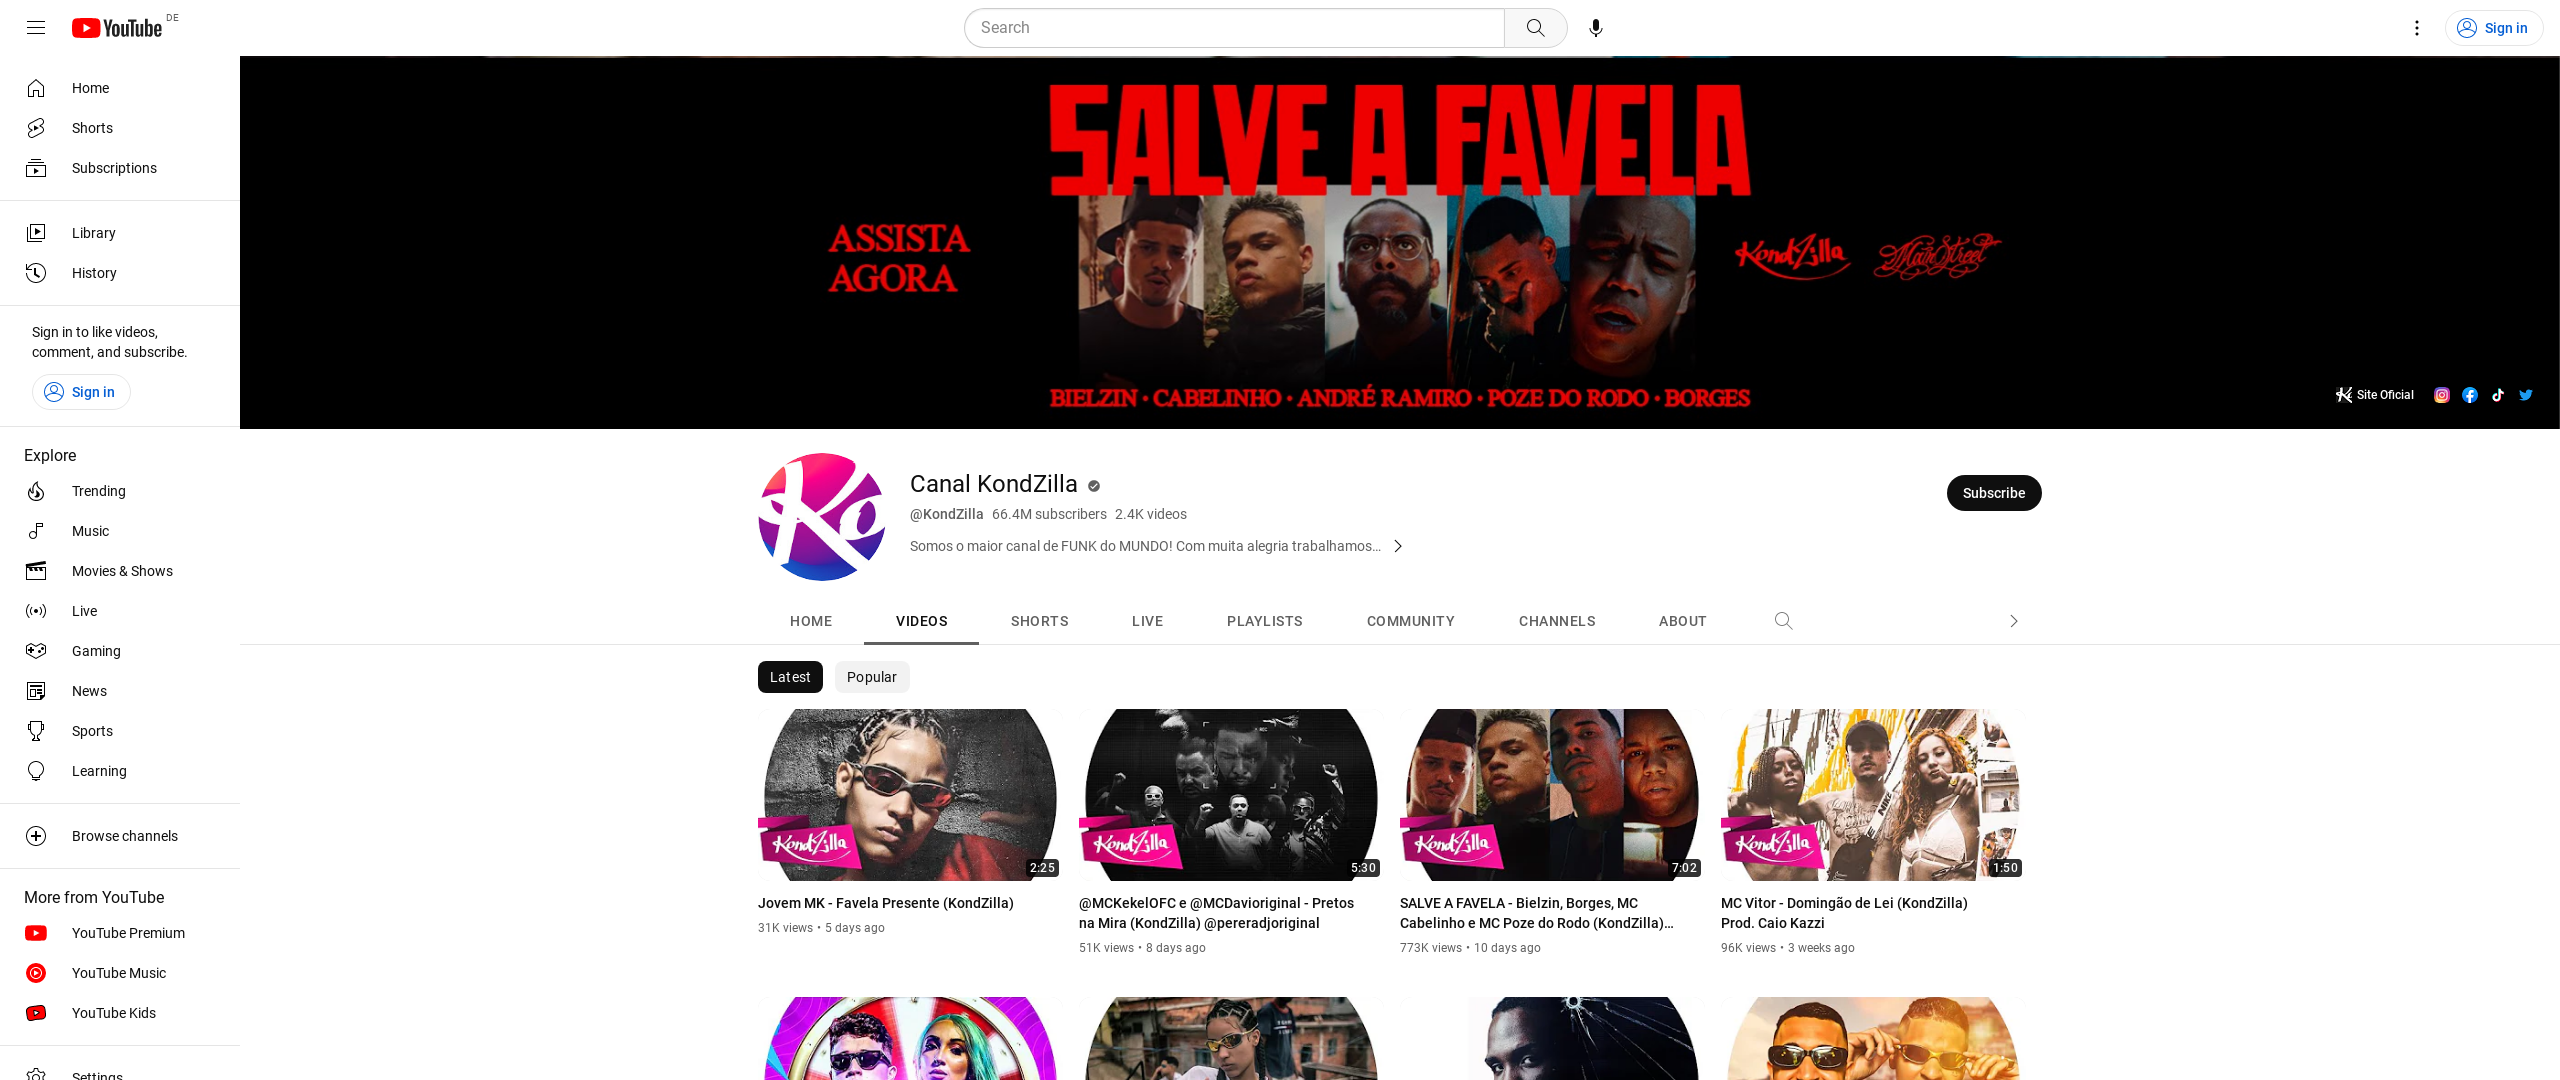 YouTube DE
Search
Sign in
Home
Shorts
Subscriptions
Library
History
Sign in to like videos,
comment, and subscribe.
Sign in
Explore
Trending
Music
Movies & Shows
Live
Gaming
News
Sports
Learning
Browse channels
More from YouTube
YouTube Premium
YouTube Music
YouTube Kids
Settings
SALVE A FAVELA
ASSISTA
AGORA
KondZilla
MainStreet
BIELZIN • CABELINHO • ANDRÉ RAMIRO • POZE DO RODO • BORGES
Site Oficial
Ko
Canal KondZilla
@KondZilla 66.4M subscribers 2.4K videos
Somos o maior canal de FUNK do MUNDO! Com muita alegria trabalhamos...
Subscribe
HOME VIDEOS SHORTS LIVE PLAYLISTS COMMUNITY CHANNELS ABOUT
Latest Popular
KondZilla
2:25
KondZilla
5:30
KondZilla
7:02
KondZilla
1:50
Jovem MK - Favela Presente (KondZilla)
31K views • 5 days ago
@MCKekelOFC e @MCDavioriginal - Pretos
na Mira (KondZilla) @pereradjoriginal
51K views • 8 days ago
SALVE A FAVELA - Bielzin, Borges, MC
Cabelinho e MC Poze do Rodo (KondZilla)...
773K views • 10 days ago
MC Vitor - Domingão de Lei (KondZilla)
Prod. Caio Kazzi
96K views • 3 weeks ago